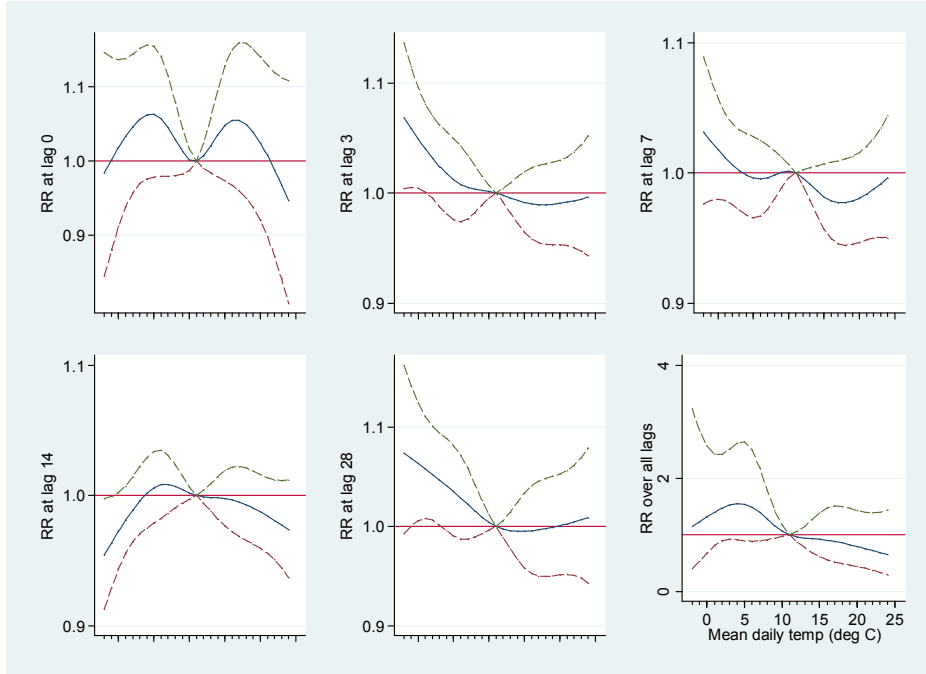 RR at lag 0
1.1
1.0
0.9
RR at lag 3
1.1
1.0
0.9
RR at lag 7
1.1
1.0
0.9
RR at lag 14
1.1
1.0
0.9
RR at lag 28
1.1
1.0
0.9
RR over all lags
4
2
0
0 5 10 15 20 25
Mean daily temp (deg C)